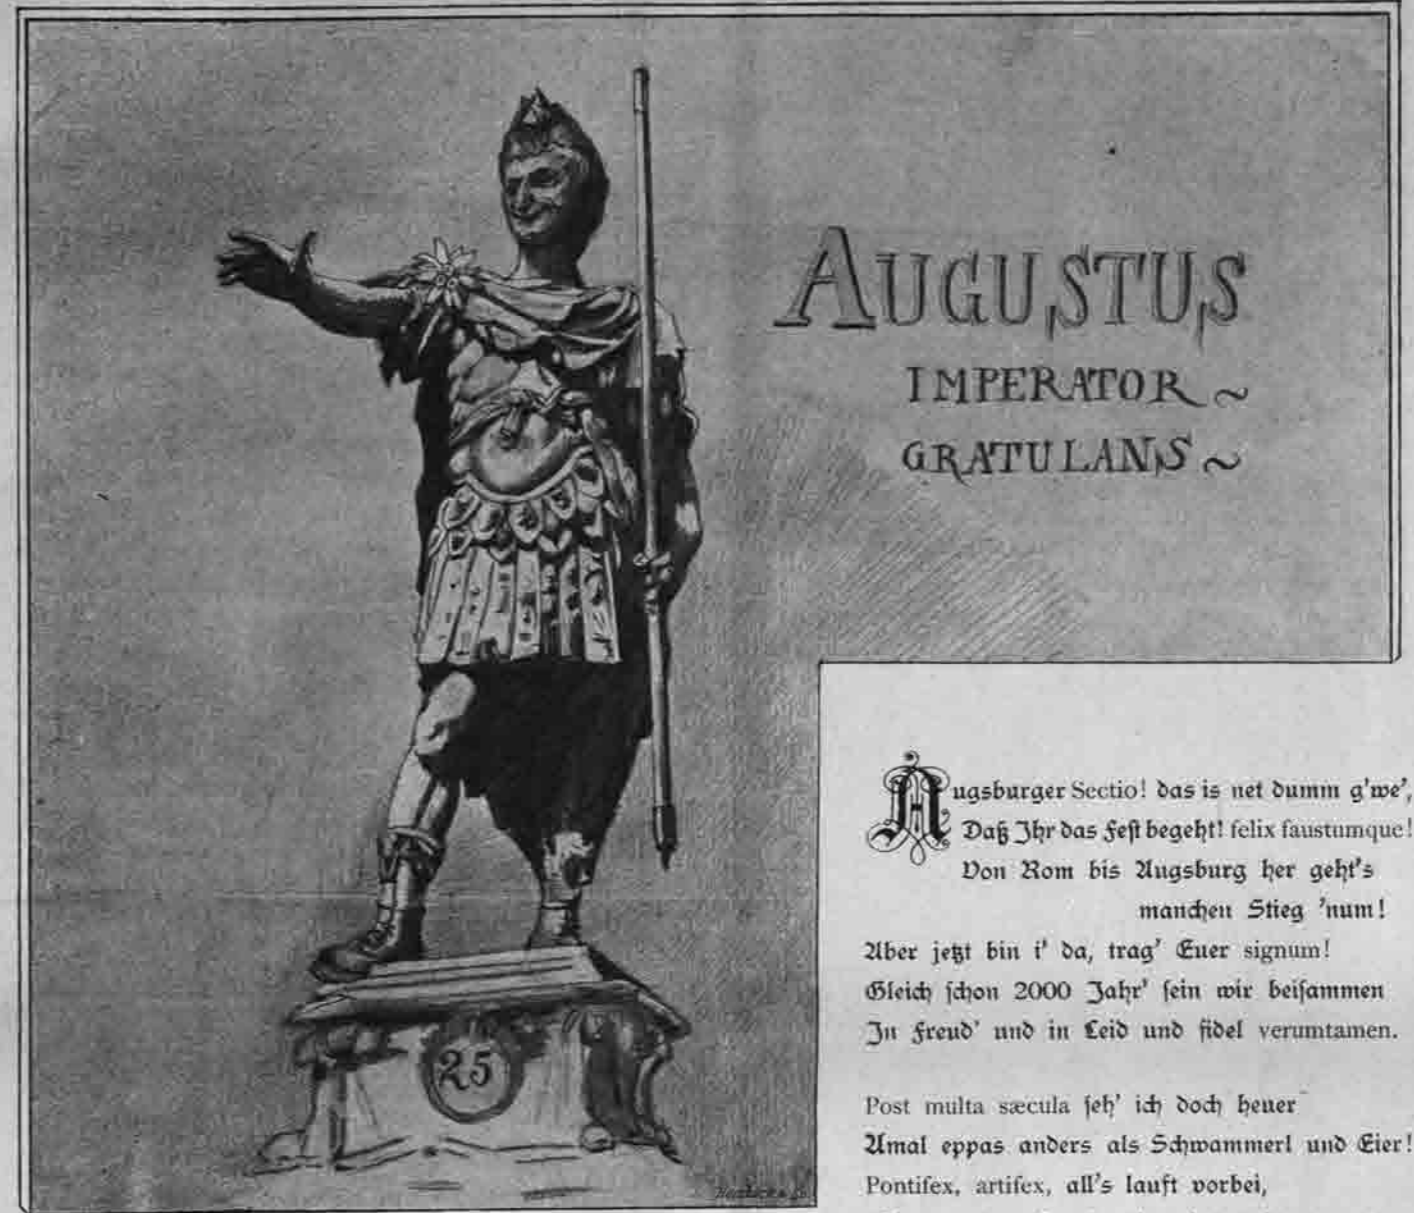 AUGUSTUS
IMPERATOR ~
GRATULANS ~
25
Augsburger Sectio! das is net dumm g'we',
Daß Ihr das Fest begeht! felix faustumque!
Von Rom bis Augsburg her geht's
manchen Stieg 'num!
Aber jetzt bin i' da, trag' Euer signum!
Gleich schon 2000 Jahr' sein wir beisammen
In Freud' und in Leid und fidel verumtamen.
Post multa sæcula seh' ich doch heuer
Amal eppas anders als Schwammerl und Eier!
Pontifex, artifex, all's lauft vorbei,